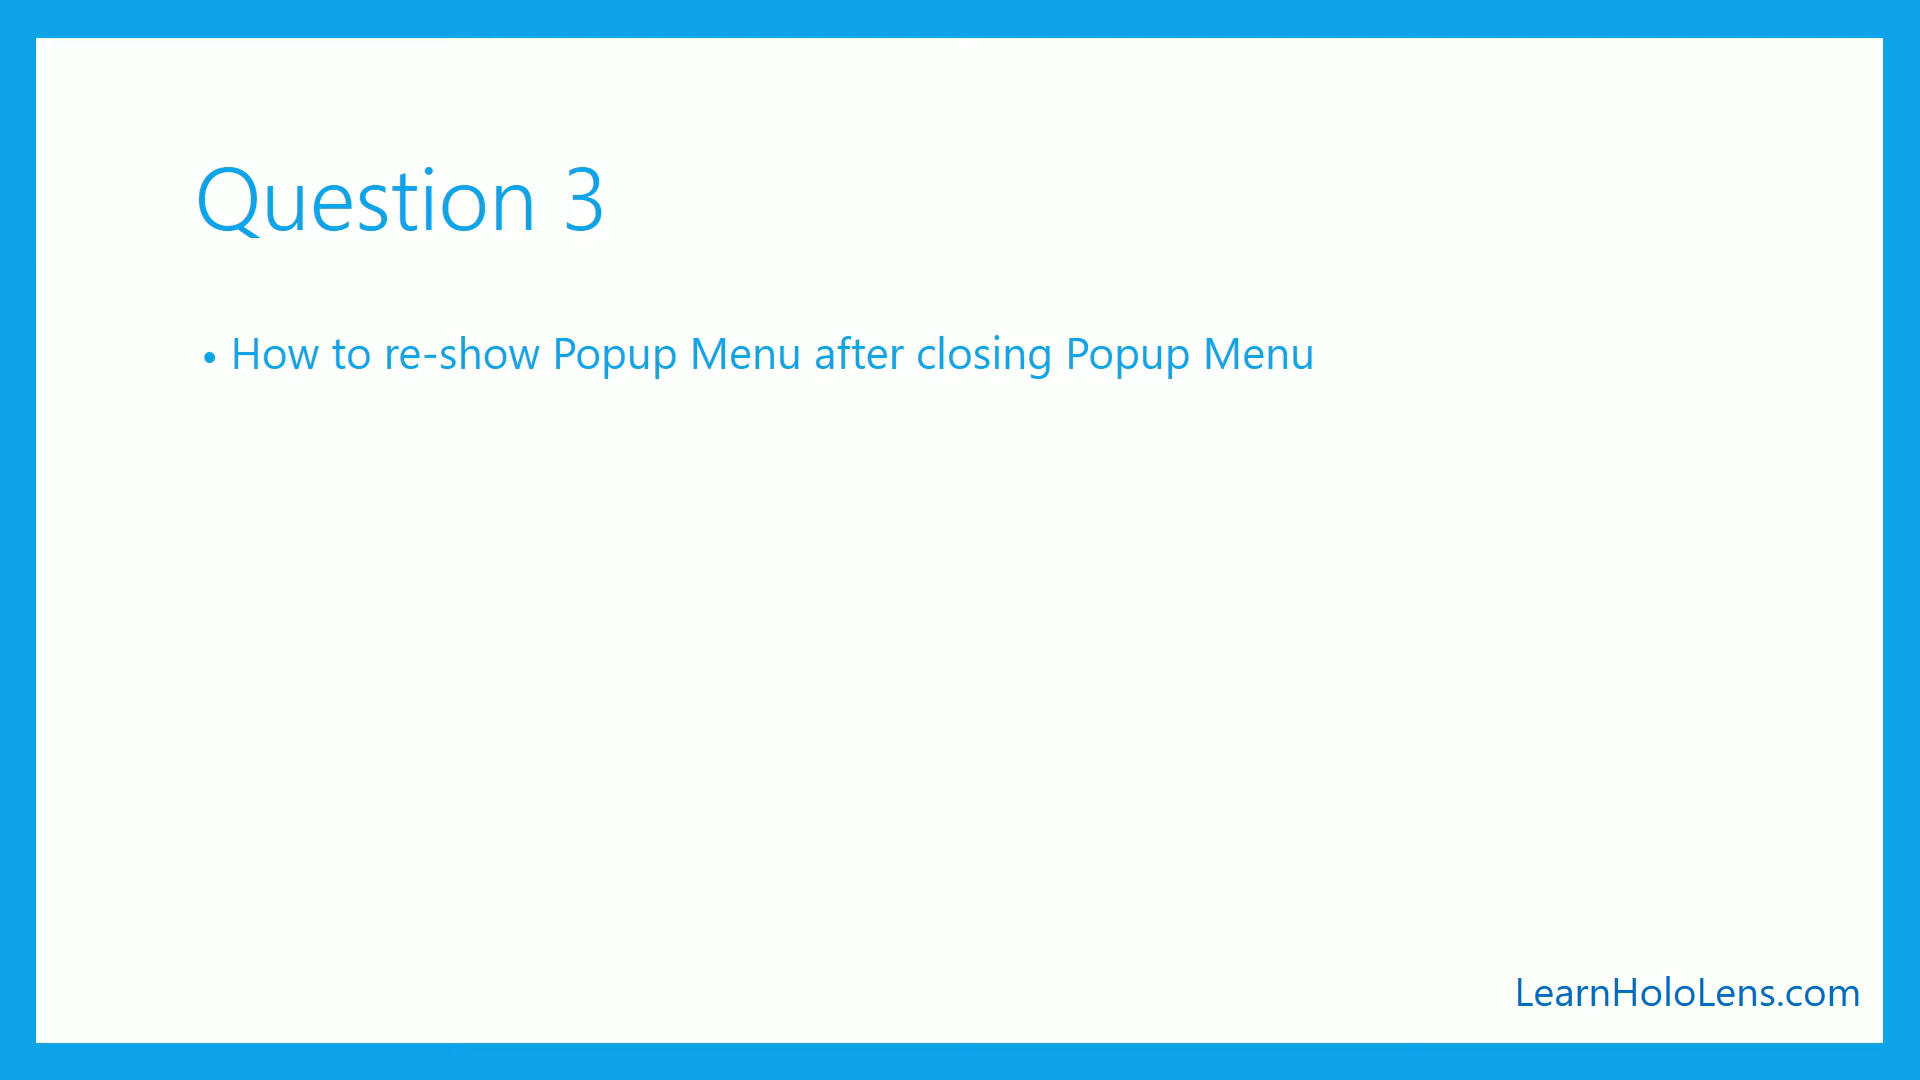 Question 3
• How to re-show Popup Menu after closing Popup Menu
LearnHoloLens.com